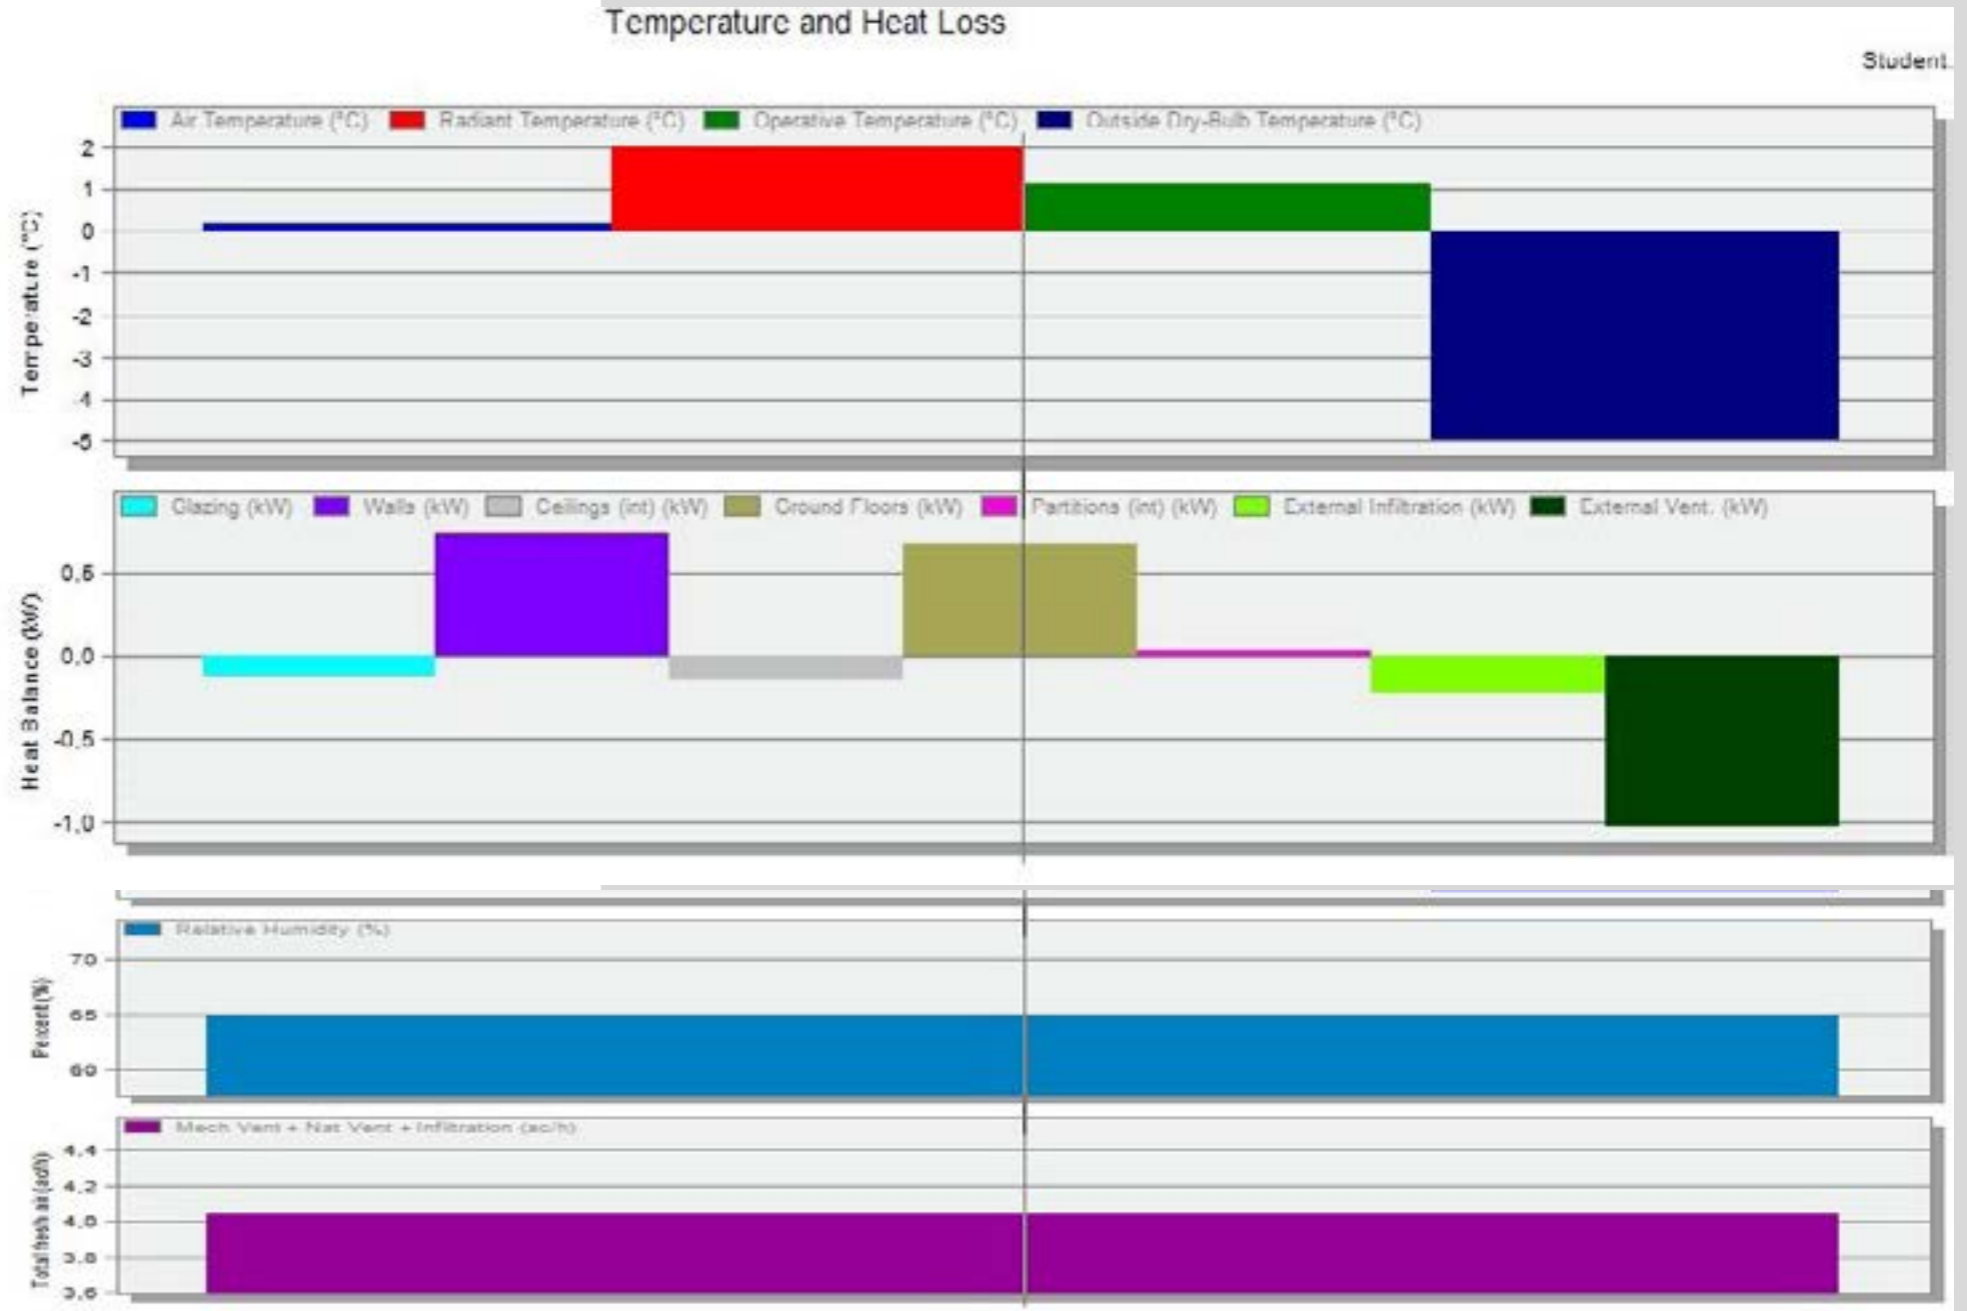 Temperature and Heat Loss
Student
Air Temperature (°C) Radiant Temperature (°C) Operative Temperature (°C) Outside Dry-Bulb Temperature (°C)
Temperature (°C)
2
1
0
-1
-2
-3
-4
-5
Glazing (kW) Walls (kW) Ceilings (int) (kW) Ground Floors (kW) Partitions (int) (kW) External Infiltration (kW) External Vent. (kW)
Heat Balance (kW)
0.5
0.0
-0.5
-1.0
Relative Humidity (%)
Percent (%)
70
65
60
Mech Vent + Nat Vent + Infiltration (ac/h)
Total fresh air (ac/h)
4.4
4.2
4.0
3.8
3.6